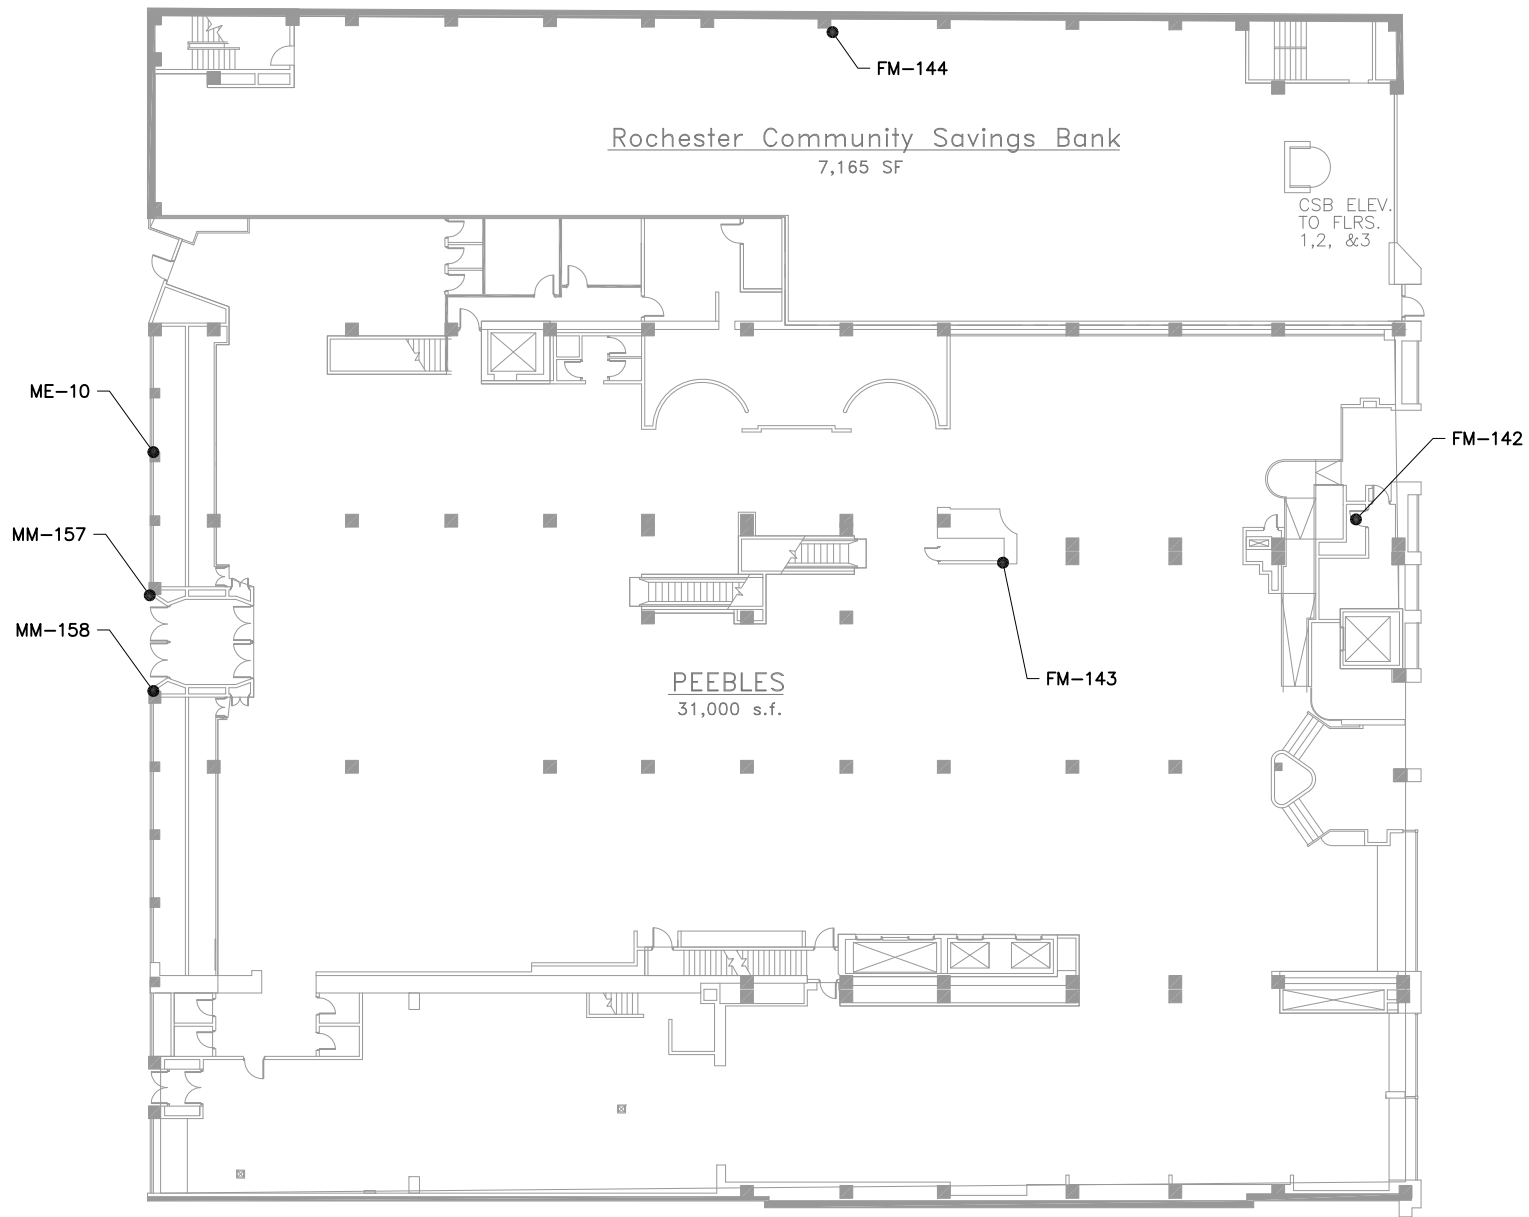 FM-144
Rochester Community Savings Bank
7,165 SF
CSB ELEV.
TO FLRS.
1,2, &3
ME-10
FM-142
MM-157
MM-158
FM-143
PEEBLES
31,000 s.f.